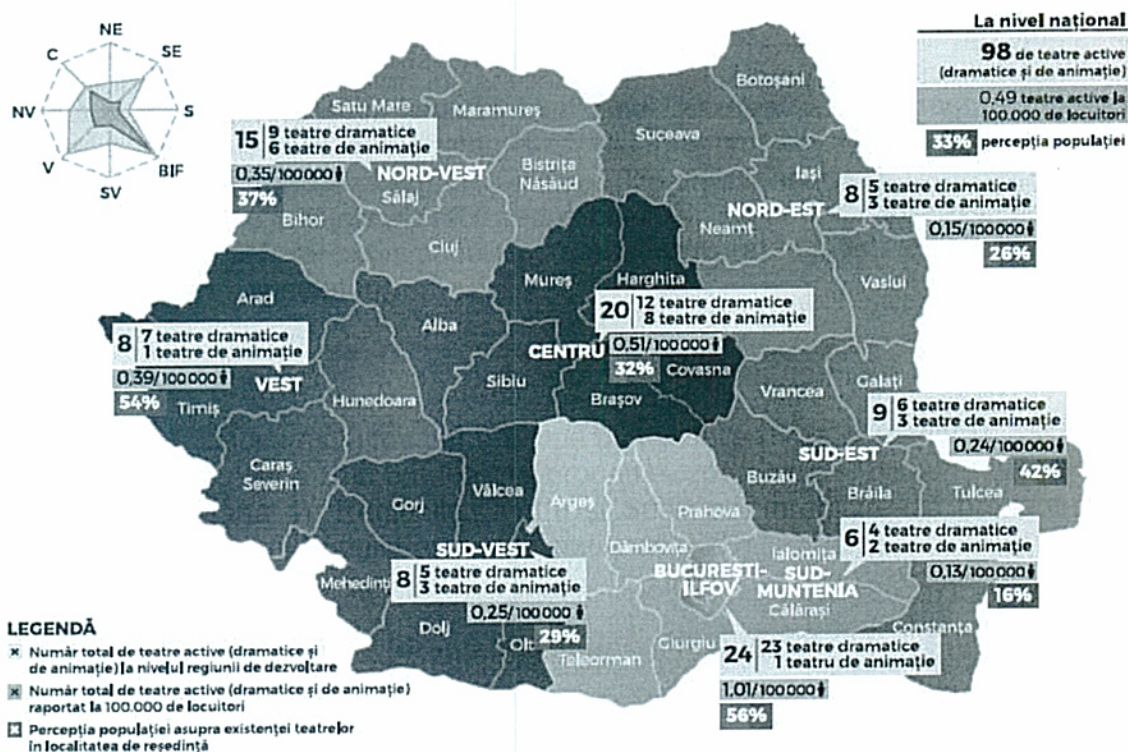 NE
C
SE
NV
S
V
BIF
SV
La nivel național
98 de teatre active
(dramatice și de animație)
0,49 teatre active la
100.000 de locuitori
33% percepția populației
Botoșani
Satu Mare
Maramureș
Suceava
15
9 teatre dramatice
6 teatre de animație
0,35/100000
37%
NORD-VEST
Sălaj
Bistrița
Năsăud
Iași
Bihor
Cluj
NORD-EST
Neamț
8
5 teatre dramatice
3 teatre de animație
0,15/100000
26%
Vaslui
Mureș
Harghita
Arad
Alba
20
12 teatre dramatice
8 teatre de animație
CENTRU
0,51/100000
32%
Covasna
Sibiu
Brașov
8
7 teatre dramatice
1 teatre de animație
0,39/100000
54%
VEST
Timiș
Hunedoara
Vrancea
Galați
9
6 teatre dramatice
3 teatre de animație
0,24/100000
42%
SUD-EST
Caraș
Severin
Gorj
Vâlcea
Argeș
Prahova
Buzău
Brăila
Tulcea
Dâmbovița
Ialomița
6
4 teatre dramatice
2 teatre de animație
0,13/100000
16%
SUD-VEST
Mehedinți
8
5 teatre dramatice
3 teatre de animație
0,25/100000
29%
BUCUREȘTI-
ILFOV
SUD-
MUNTENIA
Călărași
Dolj
Olt
Teleorman
Giurgiu
Constanța
24
23 teatre dramatice
1 teatru de animație
1,01/100000
56%
LEGENDĂ
Număr total de teatre active (dramatice și
de animație) la nivelul regiunii de dezvoltare
Număr total de teatre active (dramatice și de animație)
raportat la 100.000 de locuitori
Percepția populației asupra existenței teatrelor
în localitatea de reședință